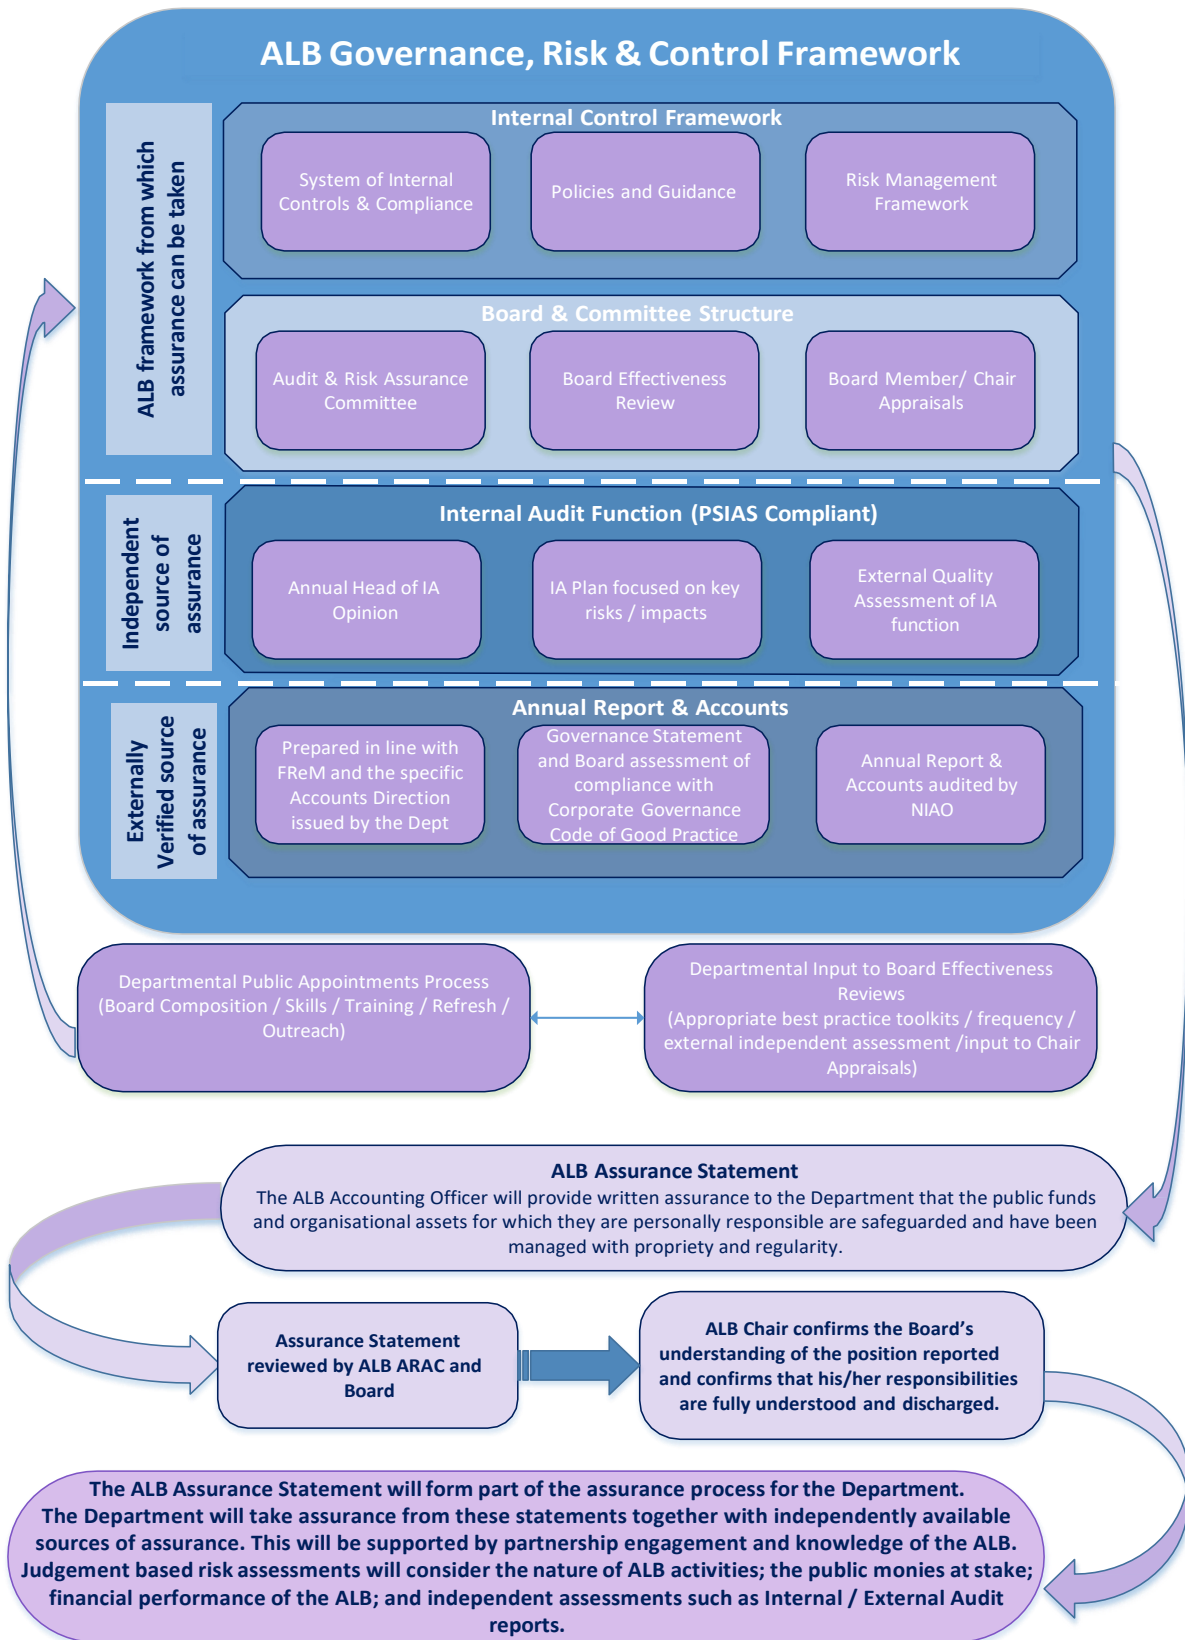 ALB Governance, Risk & Control Framework
ALB framework from which
assurance can be taken
Internal Control Framework
System of Internal
Controls & Compliance
Policies and Guidance
Risk Management
Framework
Board & Committee Structure
Audit & Risk Assurance
Committee
Board Effectiveness
Review
Board Member/ Chair
Appraisals
Independent
source of
assurance
Internal Audit Function (PSIAS Compliant)
Annual Head of IA
Opinion
IA Plan focused on key
risks / impacts
External Quality
Assessment of IA
function
Externally
Verified source
of assurance
Annual Report & Accounts
Prepared in line with
FReM and the specific
Accounts Direction
issued by the Dept
Governance Statement
and Board assessment of
compliance with
Corporate Governance
Code of Good Practice
Annual Report &
Accounts audited by
NIAO
Departmental Public Appointments Process
(Board Composition / Skills / Training / Refresh /
Outreach)
Departmental Input to Board Effectiveness
Reviews
(Appropriate best practice toolkits / frequency /
external independent assessment /input to Chair
Appraisals)
ALB Assurance Statement
The ALB Accounting Officer will provide written assurance to the Department that the public funds
and organisational assets for which they are personally responsible are safeguarded and have been
managed with propriety and regularity.
Assurance Statement
reviewed by ALB ARAC and
Board
ALB Chair confirms the Board's
understanding of the position reported
and confirms that his/her responsibilities
are fully understood and discharged.
The ALB Assurance Statement will form part of the assurance process for the Department.
The Department will take assurance from these statements together with independently available
sources of assurance. This will be supported by partnership engagement and knowledge of the ALB.
Judgement based risk assessments will consider the nature of ALB activities; the public monies at stake;
financial performance of the ALB; and independent assessments such as Internal / External Audit
reports.